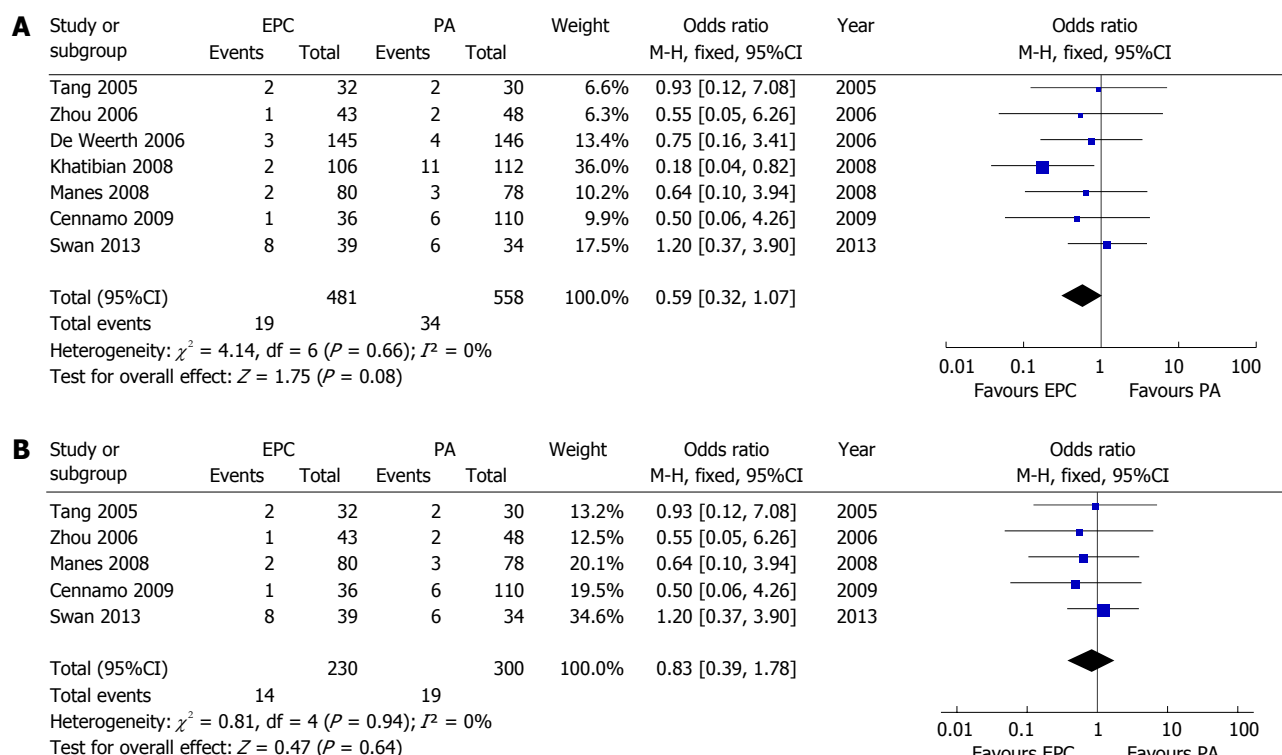 A Study or EPC PA Weight Odds ratio Year Odds ratio
subgroup Events Total Events Total M-H, fixed, 95%CI M-H, fixed, 95%CI
Tang 2005 2 32 2 30 6.6% 0.93 [0.12, 7.08] 2005
Zhou 2006 1 43 2 48 6.3% 0.55 [0.05, 6.26] 2006
De Weerth 2006 3 145 4 146 13.4% 0.75 [0.16, 3.41] 2006
Khatibian 2008 2 106 11 112 36.0% 0.18 [0.04, 0.82] 2008
Manes 2008 2 80 3 78 10.2% 0.64 [0.10, 3.94] 2008
Cennamo 2009 1 36 6 110 9.9% 0.50 [0.06, 4.26] 2009
Swan 2013 8 39 6 34 17.5% 1.20 [0.37, 3.90] 2013
Total (95%CI) 481 558 100.0% 0.59 [0.32, 1.07]
Total events 19 34
Heterogeneity: χ² = 4.14, df = 6 (P = 0.66); I² = 0%
Test for overall effect: Z = 1.75 (P = 0.08)
0.01 0.1 1 10 100
Favours EPC Favours PA
B Study or EPC PA Weight Odds ratio Year Odds ratio
subgroup Events Total Events Total M-H, fixed, 95%CI M-H, fixed, 95%CI
Tang 2005 2 32 2 30 13.2% 0.93 [0.12, 7.08] 2005
Zhou 2006 1 43 2 48 12.5% 0.55 [0.05, 6.26] 2006
Manes 2008 2 80 3 78 20.1% 0.64 [0.10, 3.94] 2008
Cennamo 2009 1 36 6 110 19.5% 0.50 [0.06, 4.26] 2009
Swan 2013 8 39 6 34 34.6% 1.20 [0.37, 3.90] 2013
Total (95%CI) 230 300 100.0% 0.83 [0.39, 1.78]
Total events 14 19
Heterogeneity: χ² = 0.81, df = 4 (P = 0.94); I² = 0%
Test for overall effect: Z = 0.47 (P = 0.64)
0.01 0.1 1 10 100
Favours EPC Favours PA